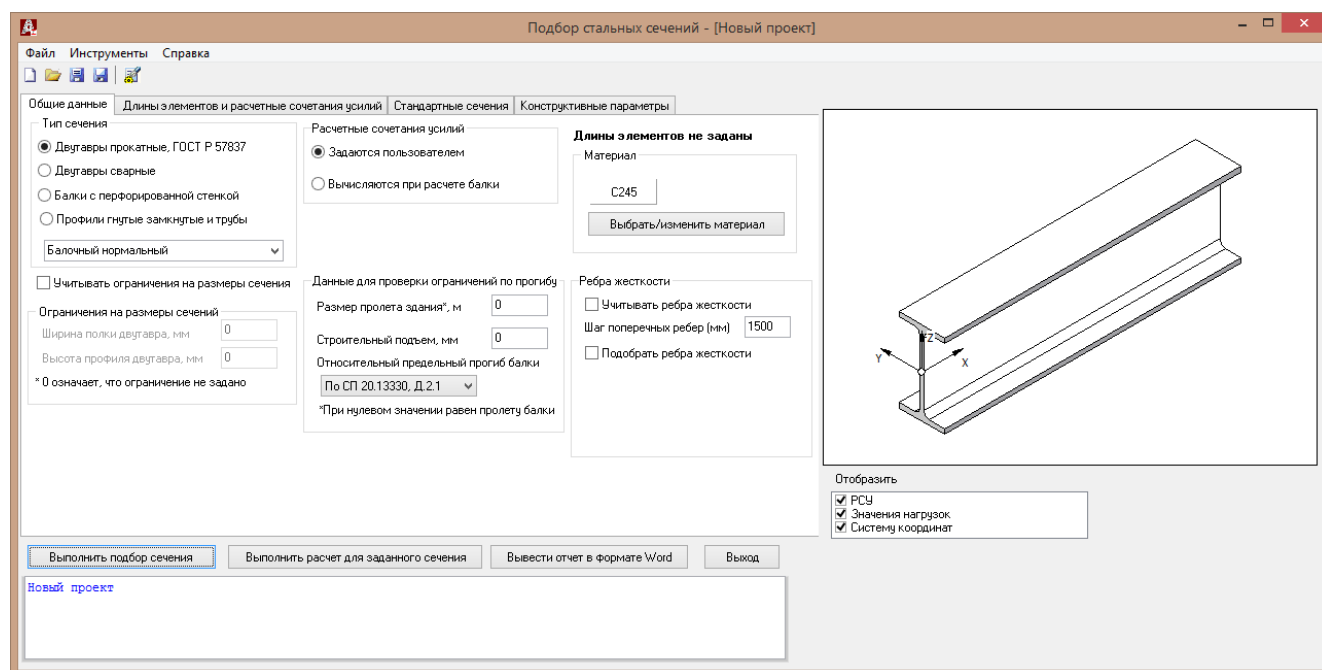 Подбор стальных сечений - [Новый проект]
Файл Инструменты Справка
Общие данные
Длины элементов и расчетные сочетания усилий
Стандартные сечения
Конструктивные параметры
Тип сечения
Двутавры прокатные, ГОСТ Р 57837
Двутавры сварные
Балки с перфорированной стенкой
Профили гнутые замкнутые и трубы
Балочный нормальный
Расчетные сочетания усилий
Задаются пользователем
Вычисляются при расчете балки
Длины элементов не заданы
Материал
С245
Выбрать/изменить материал
Учитывать ограничения на размеры сечения
Ограничения на размеры сечений
Ширина полки двутавра, мм 0
Высота профиля двутавра, мм 0
* 0 означает, что ограничение не задано
Данные для проверки ограничений по прогибу
Размер пролета здания*, м 0
Строительный подъем, мм 0
Относительный предельный прогиб балки
По СП 20.13330, Д.2.1
*При нулевом значении равен пролету балки
Ребра жесткости
Учитывать ребра жесткости
Шаг поперечных ребер (мм) 1500
Подобрать ребра жесткости
Z
Y
X
Отобразить
РСУ
Значения нагрузок
Систему координат
Выполнить подбор сечения
Выполнить расчет для заданного сечения
Вывести отчет в формате Word
Выход
Новый проект